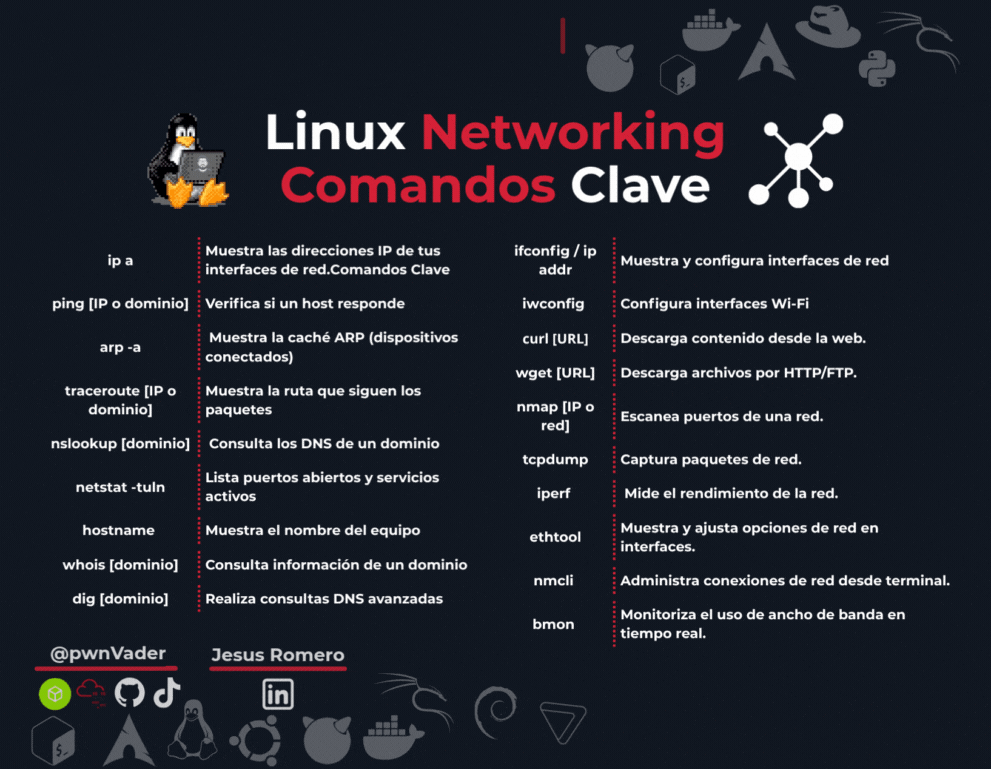 Linux Networking
Comandos Clave
ip a
Muestra las direcciones IP de tus
interfaces de red.Comandos Clave
ping [IP o dominio]
Verifica si un host responde
arp -a
Muestra la caché ARP (dispositivos
conectados)
traceroute [IP o
dominio]
Muestra la ruta que siguen los
paquetes
nslookup [dominio]
Consulta los DNS de un dominio
netstat -tuln
Lista puertos abiertos y servicios
activos
hostname
Muestra el nombre del equipo
whois [dominio]
Consulta información de un dominio
dig [dominio]
Realiza consultas DNS avanzadas
ifconfig / ip
addr
Muestra y configura interfaces de red
iwconfig
Configura interfaces Wi-Fi
curl [URL]
Descarga contenido desde la web.
wget [URL]
Descarga archivos por HTTP/FTP.
nmap [IP o
red]
Escanea puertos de una red.
tcpdump
Captura paquetes de red.
iperf
Mide el rendimiento de la red.
ethtool
Muestra y ajusta opciones de red en
interfaces.
nmcli
Administra conexiones de red desde terminal.
bmon
Monitoriza el uso de ancho de banda en
tiempo real.
@pwnVader
Jesus Romero
in